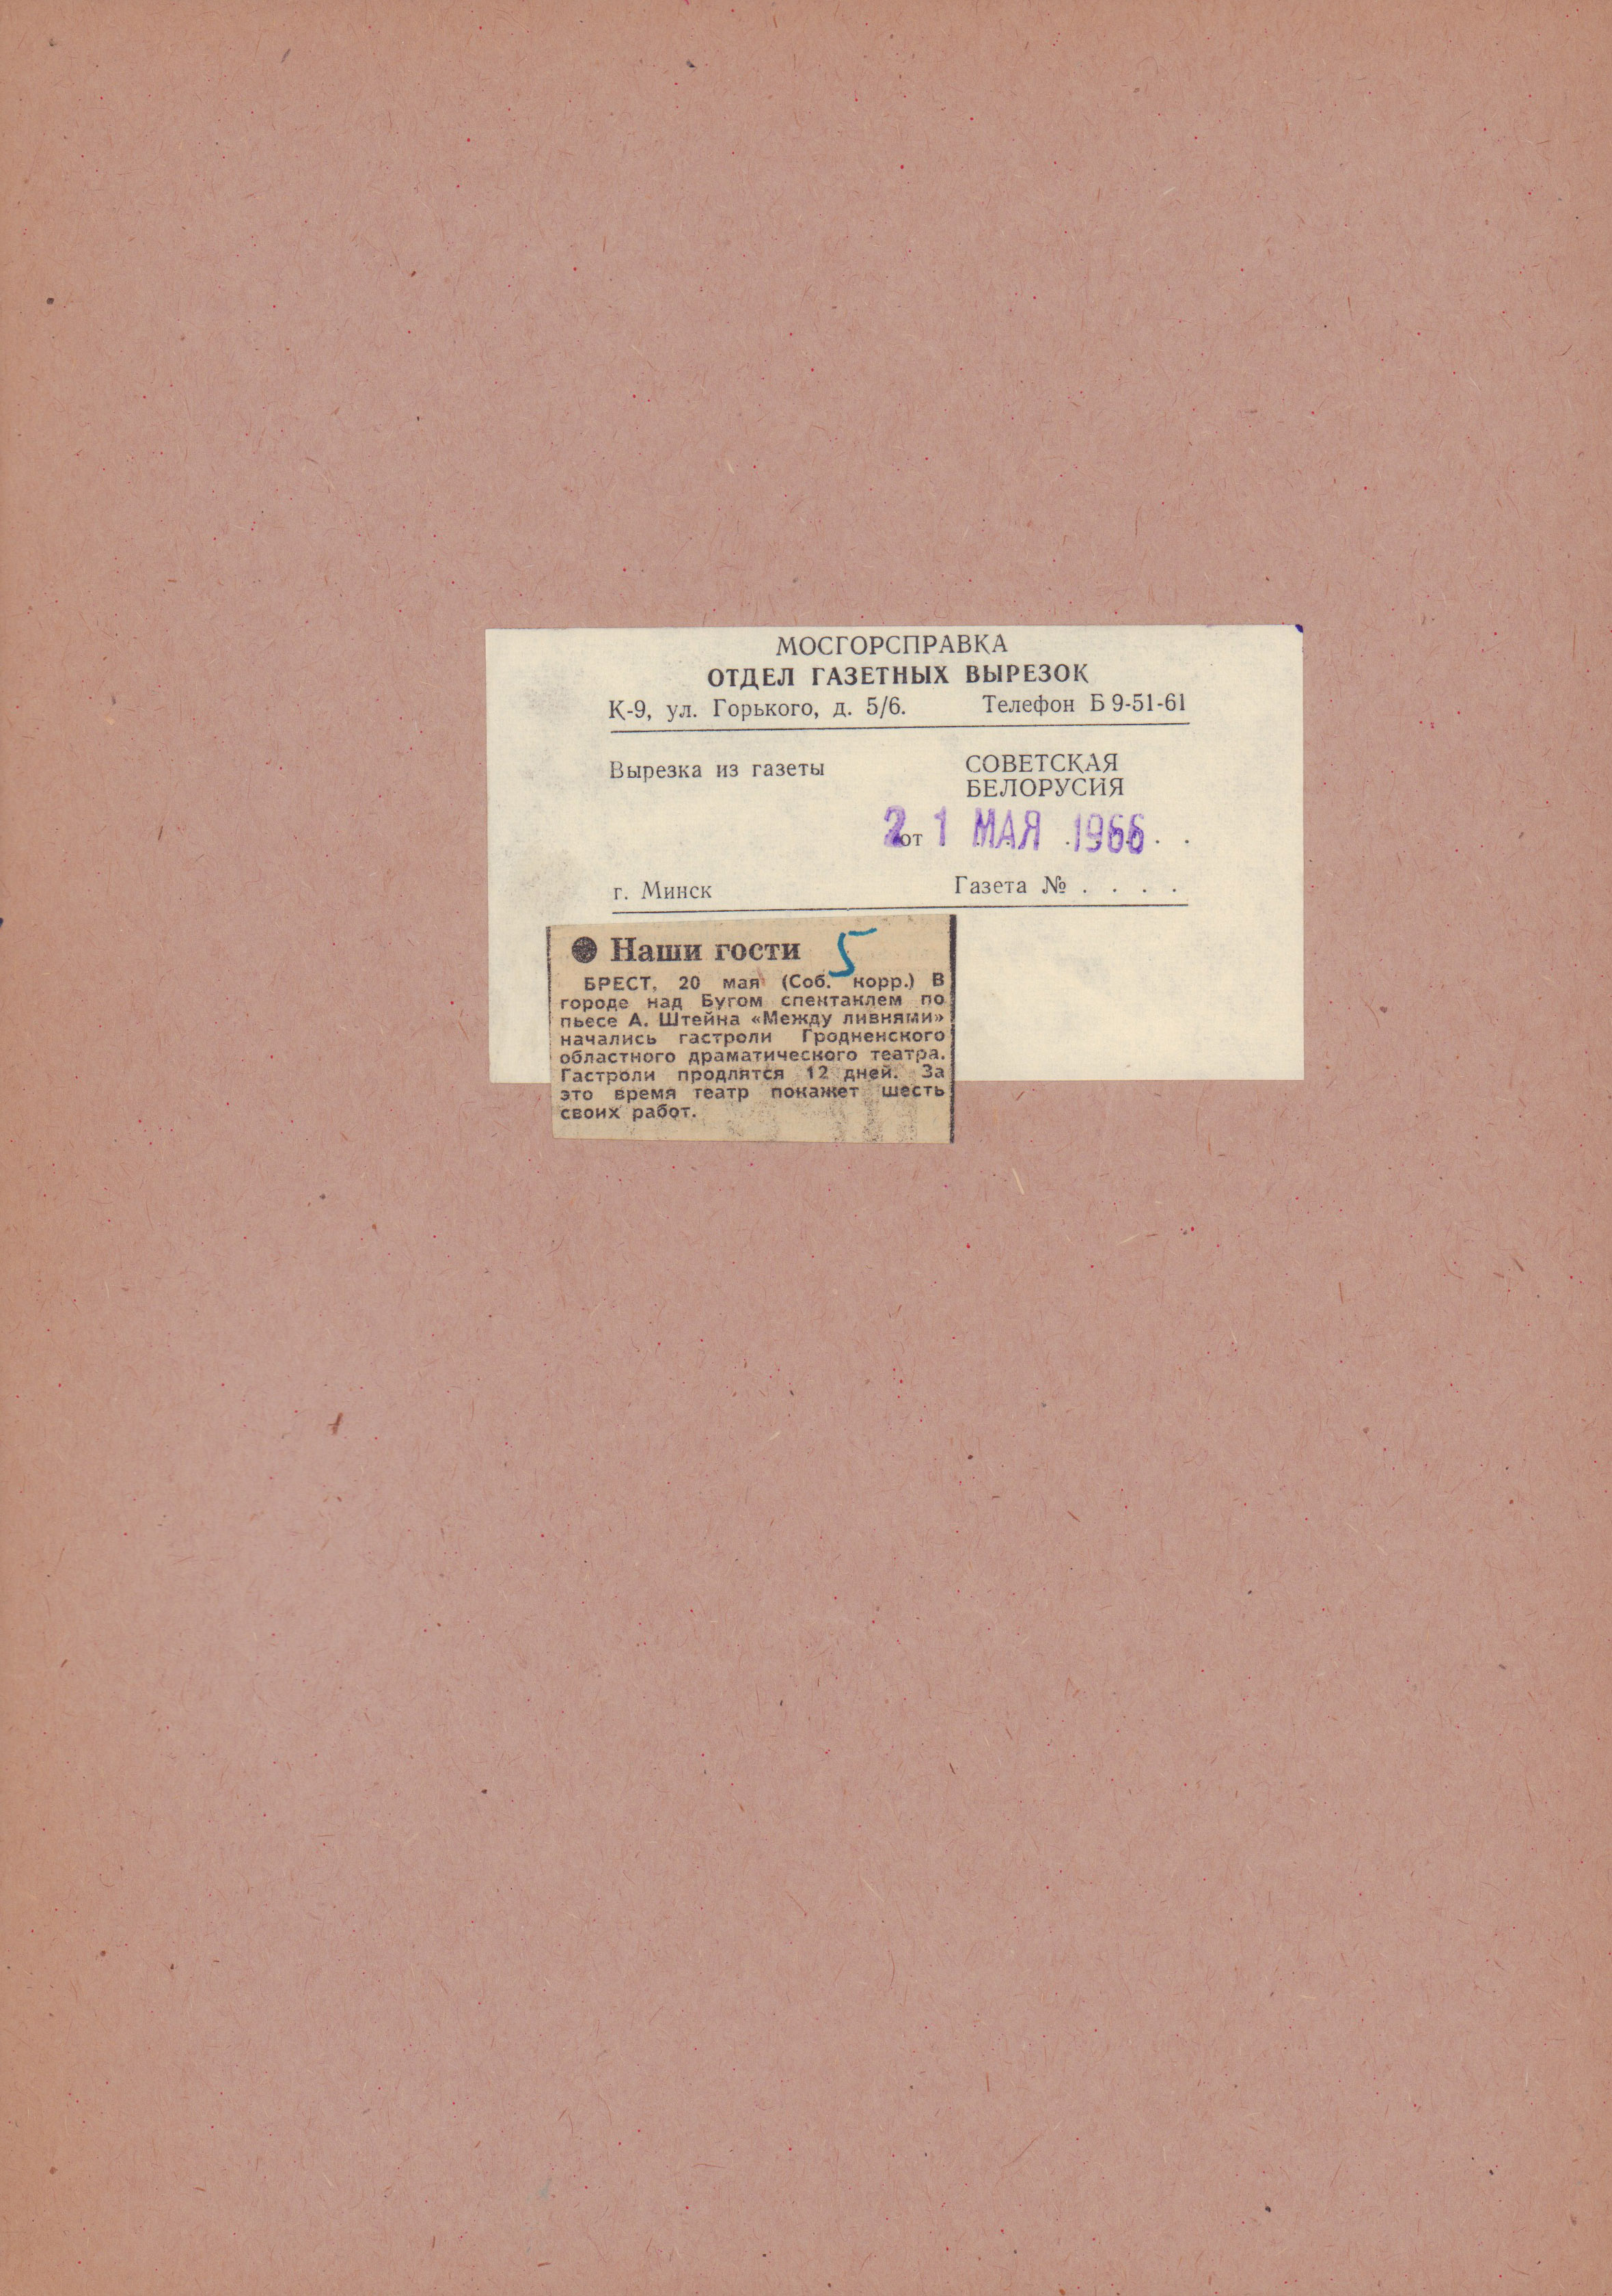 МОСГОРСПРАВКА
ОТДЕЛ ГАЗЕТНЫХ ВЫРЕЗОК
К-9, ул. Горького, д. 5/6. Телефон Б 9-51-61
Вырезка из газеты
СОВЕТСКАЯ
БЕЛОРУСИЯ
2 от 1 МАЯ 1966 . .
г. Минск Газета № . . . .
Наши гости 5
БРЕСТ, 20 мая (Соб. корр.) В
городе над Бугом спектаклем по
пьесе А. Штейна «Между ливнями»
начались гастроли Гродненского
областного драматического театра.
Гастроли продлятся 12 дней. За
это время театр покажет шесть
своих работ.